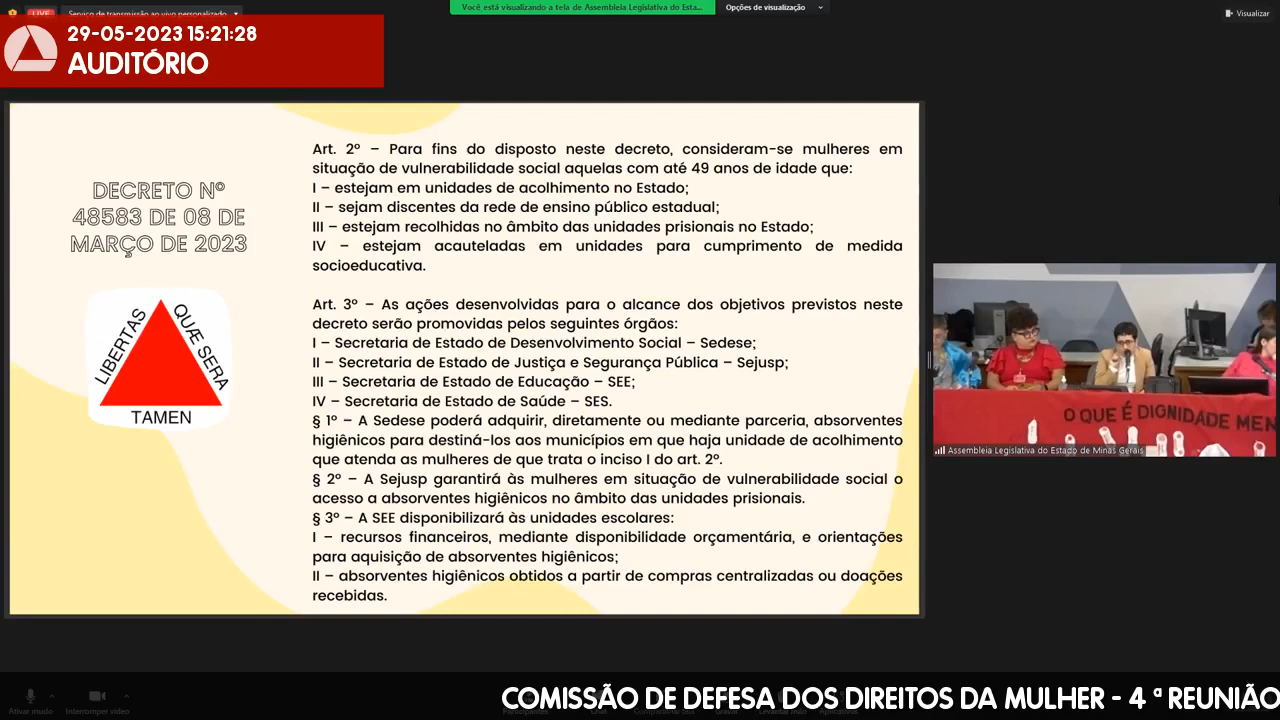 LIVE
Serviço de transmissão ao vivo personalizado
Você está visualizando a tela de Assembleia Legislativa do Esta...
Opções de visualização
Visualizar
29-05-2023 15:21:28
AUDITÓRIO
DECRETO Nº
48583 DE 08 DE
MARÇO DE 2023
LIBERTAS
QUÆ SERA
TAMEN
Art. 2º – Para fins do disposto neste decreto, consideram-se mulheres em
situação de vulnerabilidade social aquelas com até 49 anos de idade que:
I – estejam em unidades de acolhimento no Estado;
II – sejam discentes da rede de ensino público estadual;
III – estejam recolhidas no âmbito das unidades prisionais no Estado;
IV – estejam acauteladas em unidades para cumprimento de medida
socioeducativa.
Art. 3º – As ações desenvolvidas para o alcance dos objetivos previstos neste
decreto serão promovidas pelos seguintes órgãos:
I – Secretaria de Estado de Desenvolvimento Social – Sedese;
II – Secretaria de Estado de Justiça e Segurança Pública – Sejusp;
III – Secretaria de Estado de Educação – SEE;
IV – Secretaria de Estado de Saúde – SES.
§ 1º – A Sedese poderá adquirir, diretamente ou mediante parceria, absorventes
higiênicos para destiná-los aos municípios em que haja unidade de acolhimento
que atenda as mulheres de que trata o inciso I do art. 2º.
§ 2º – A Sejusp garantirá às mulheres em situação de vulnerabilidade social o
acesso a absorventes higiênicos no âmbito das unidades prisionais.
§ 3º – A SEE disponibilizará às unidades escolares:
I – recursos financeiros, mediante disponibilidade orçamentária, e orientações
para aquisição de absorventes higiênicos;
II – absorventes higiênicos obtidos a partir de compras centralizadas ou doações
recebidas.
O QUE É DIGNIDADE MEN
Assembleia Legislativa do Estado de Minas Gerais
Ativar mudo
Interromper vídeo
COMISSÃO DE DEFESA DOS DIREITOS DA MULHER - 4 ª REUNIÃO